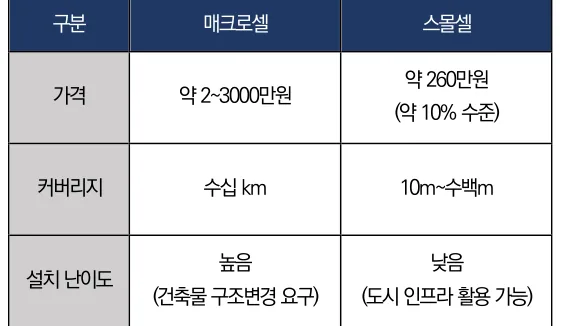 구분 매크로셀 스몰셀
가격 약 2~3000만원 약 260만원
(약 10% 수준)
커버리지 수십 km 10m~수백m
설치 난이도 높음
(건축물 구조변경 요구) 낮음
(도시 인프라 활용 가능)